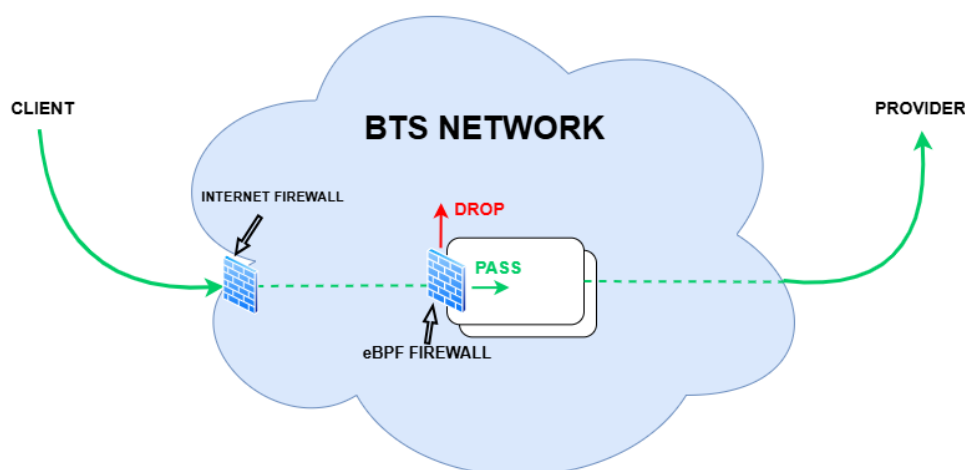 CLIENT
PROVIDER
BTS NETWORK
INTERNET FIREWALL
DROP
PASS
eBPF FIREWALL